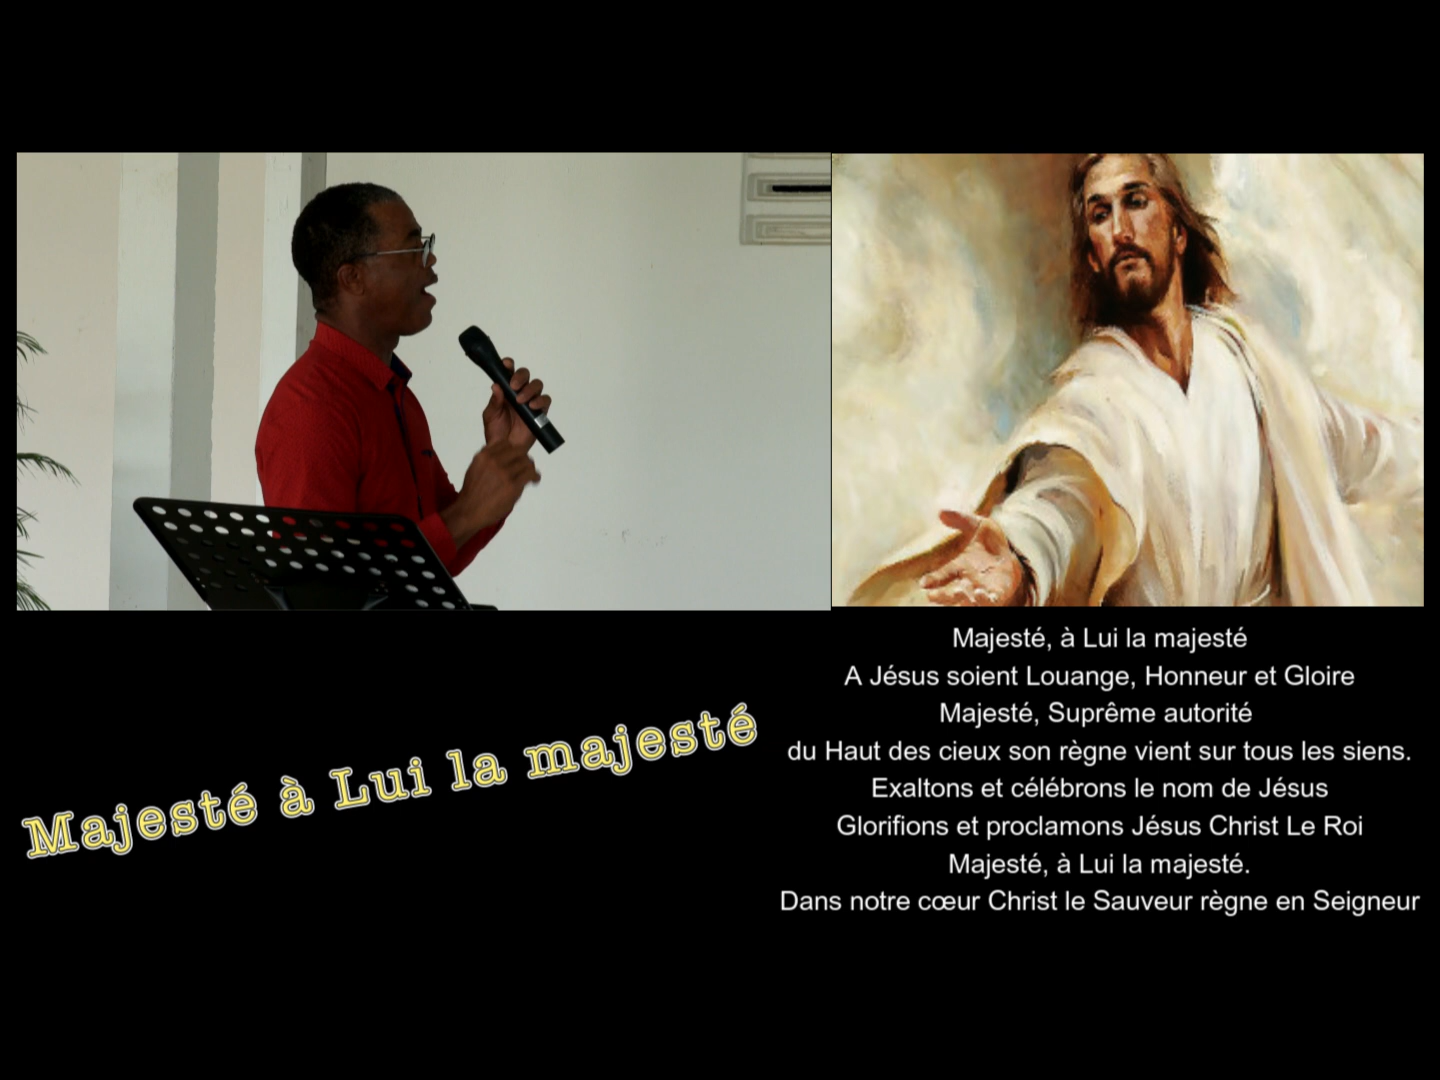 Majesté à Lui la majesté
Majesté, à Lui la majesté
A Jésus soient Louange, Honneur et Gloire
Majesté, Suprême autorité
du Haut des cieux son règne vient sur tous les siens.
Exaltons et célébrons le nom de Jésus
Glorifions et proclamons Jésus Christ Le Roi
Majesté, à Lui la majesté.
Dans notre cœur Christ le Sauveur règne en Seigneur